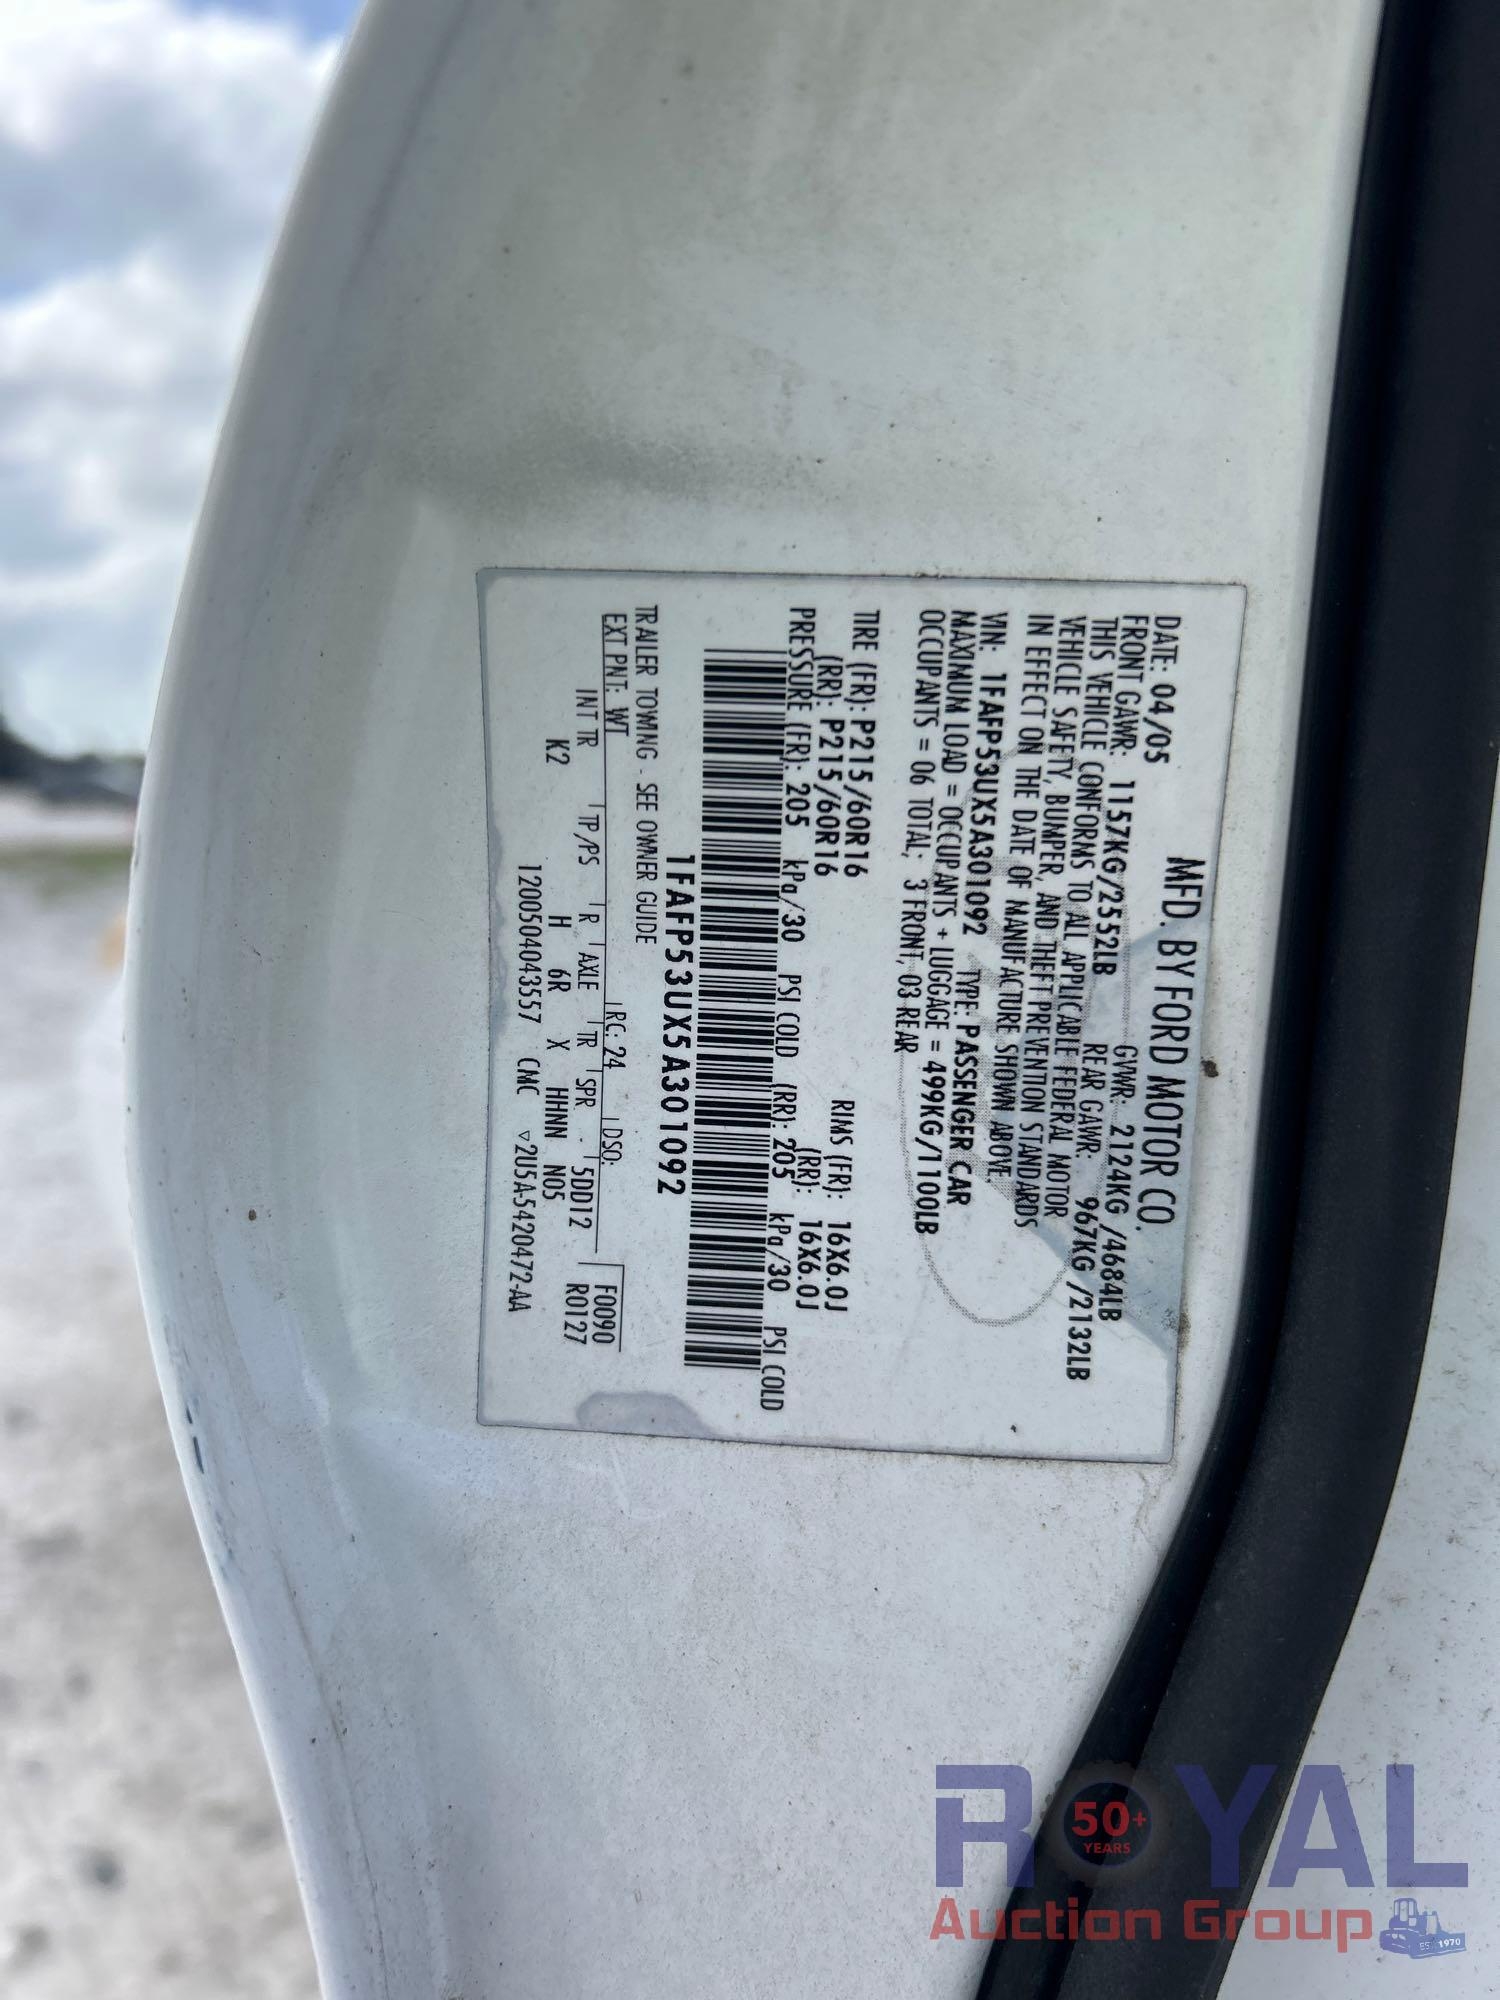 MFD. BY FORD MOTOR CO.
DATE: 04/05 GVWR: 2124KG /4684LB
FRONT GAWR: 1157KG/2552LB REAR GAWR: 967KG /2132LB
THIS VEHICLE CONFORMS TO ALL APPLICABLE FEDERAL MOTOR
VEHICLE SAFETY, BUMPER, AND THEFT PREVENTION STANDARDS
IN EFFECT ON THE DATE OF MANUFACTURE SHOWN ABOVE.
VIN: 1FAFP53UX5A301092 TYPE: PASSENGER CAR
MAXIMUM LOAD = OCCUPANTS + LUGGAGE = 499KG/1100LB
OCCUPANTS = 06 TOTAL; 3 FRONT, 03 REAR
TIRE (FR): P215/60R16 RIMS (FR): 16X6.0J
(RR): P215/60R16 (RR): 16X6.0J
PRESSURE (FR): 205 kPa/30 PSI COLD (RR): 205 kPa/30 PSI COLD
1FAFP53UX5A301092
TRAILER TOWING - SEE OWNER GUIDE
EXT PNT: WT RC: 24 DSO: F0090
INT TR TP/PS R AXLE TR SPR . 5DD12 R0127
K2 H 6R X HHNN N05
1200504043557 CMC ▿2U5A-5420472-AA
ROYAL
50+
YEARS
Auction Group
EST 1970